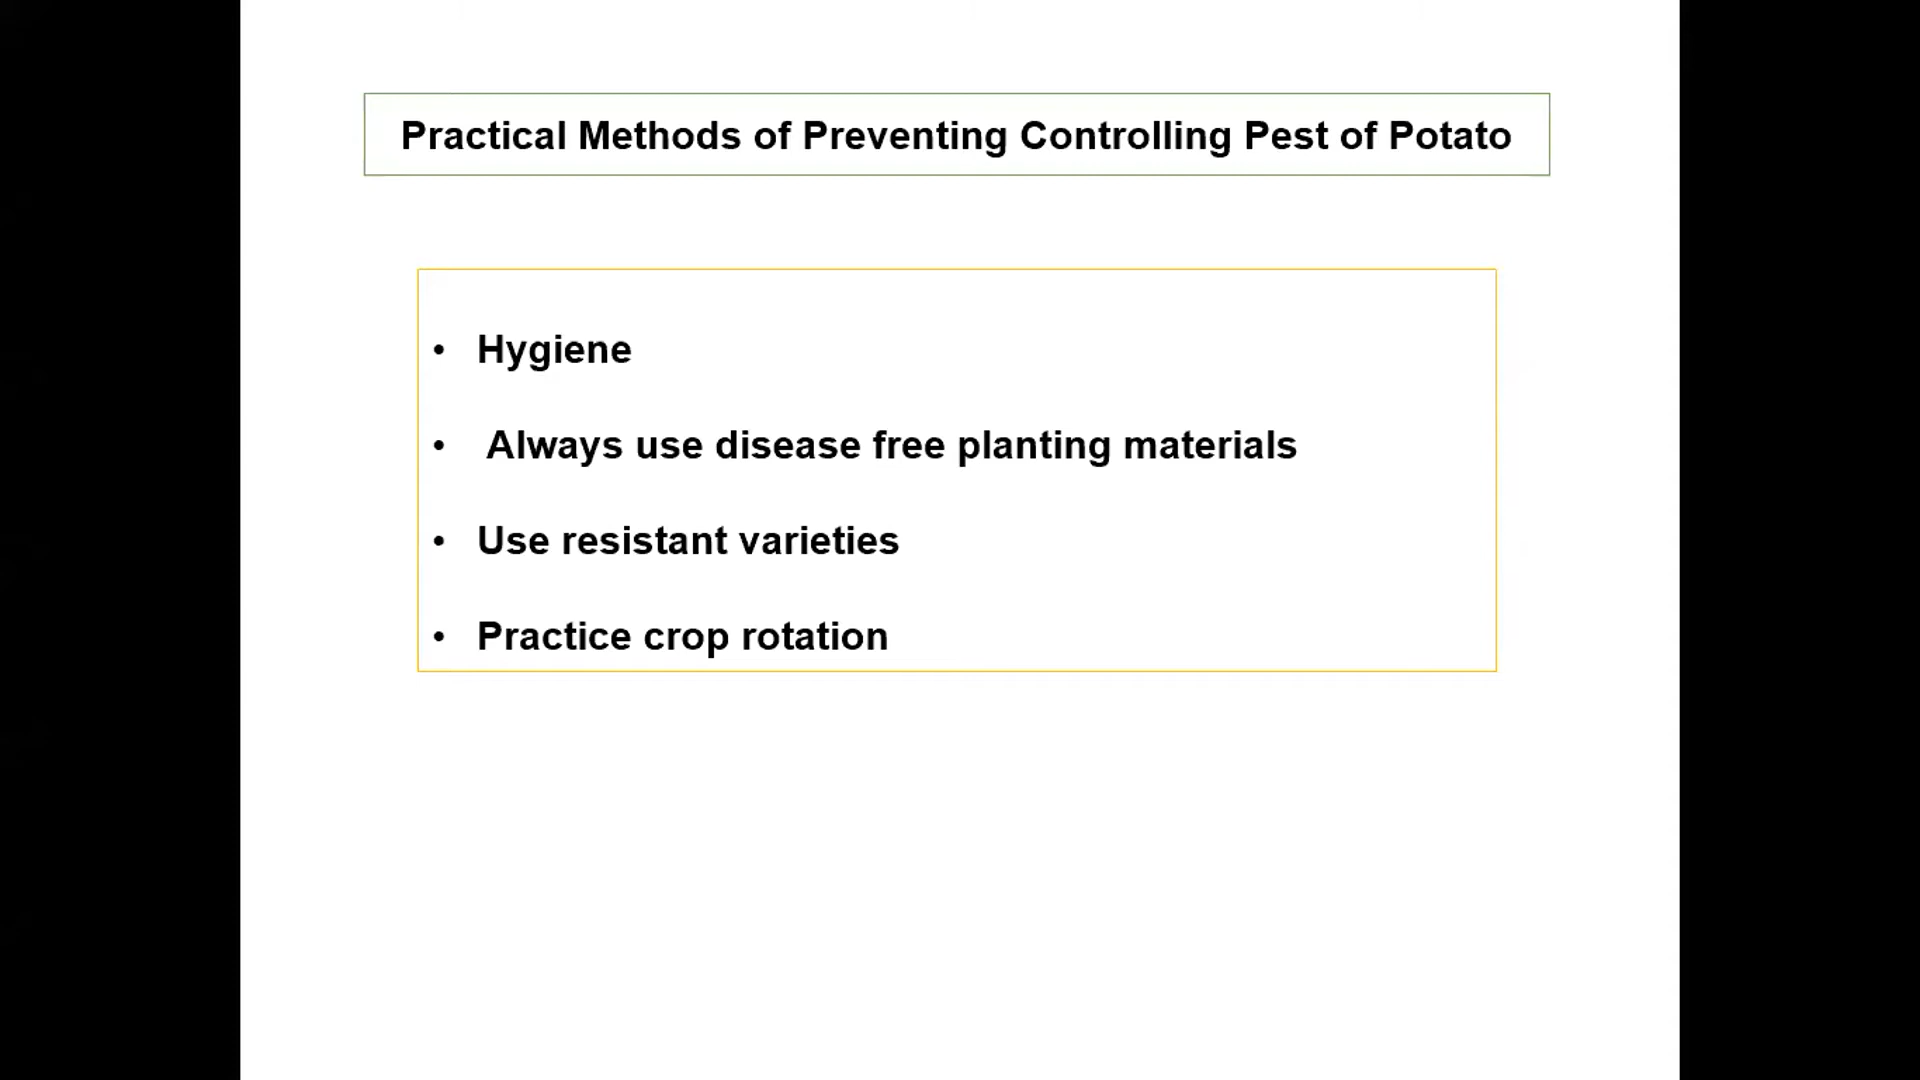 Practical Methods of Preventing Controlling Pest of Potato
• Hygiene
• Always use disease free planting materials
• Use resistant varieties
• Practice crop rotation